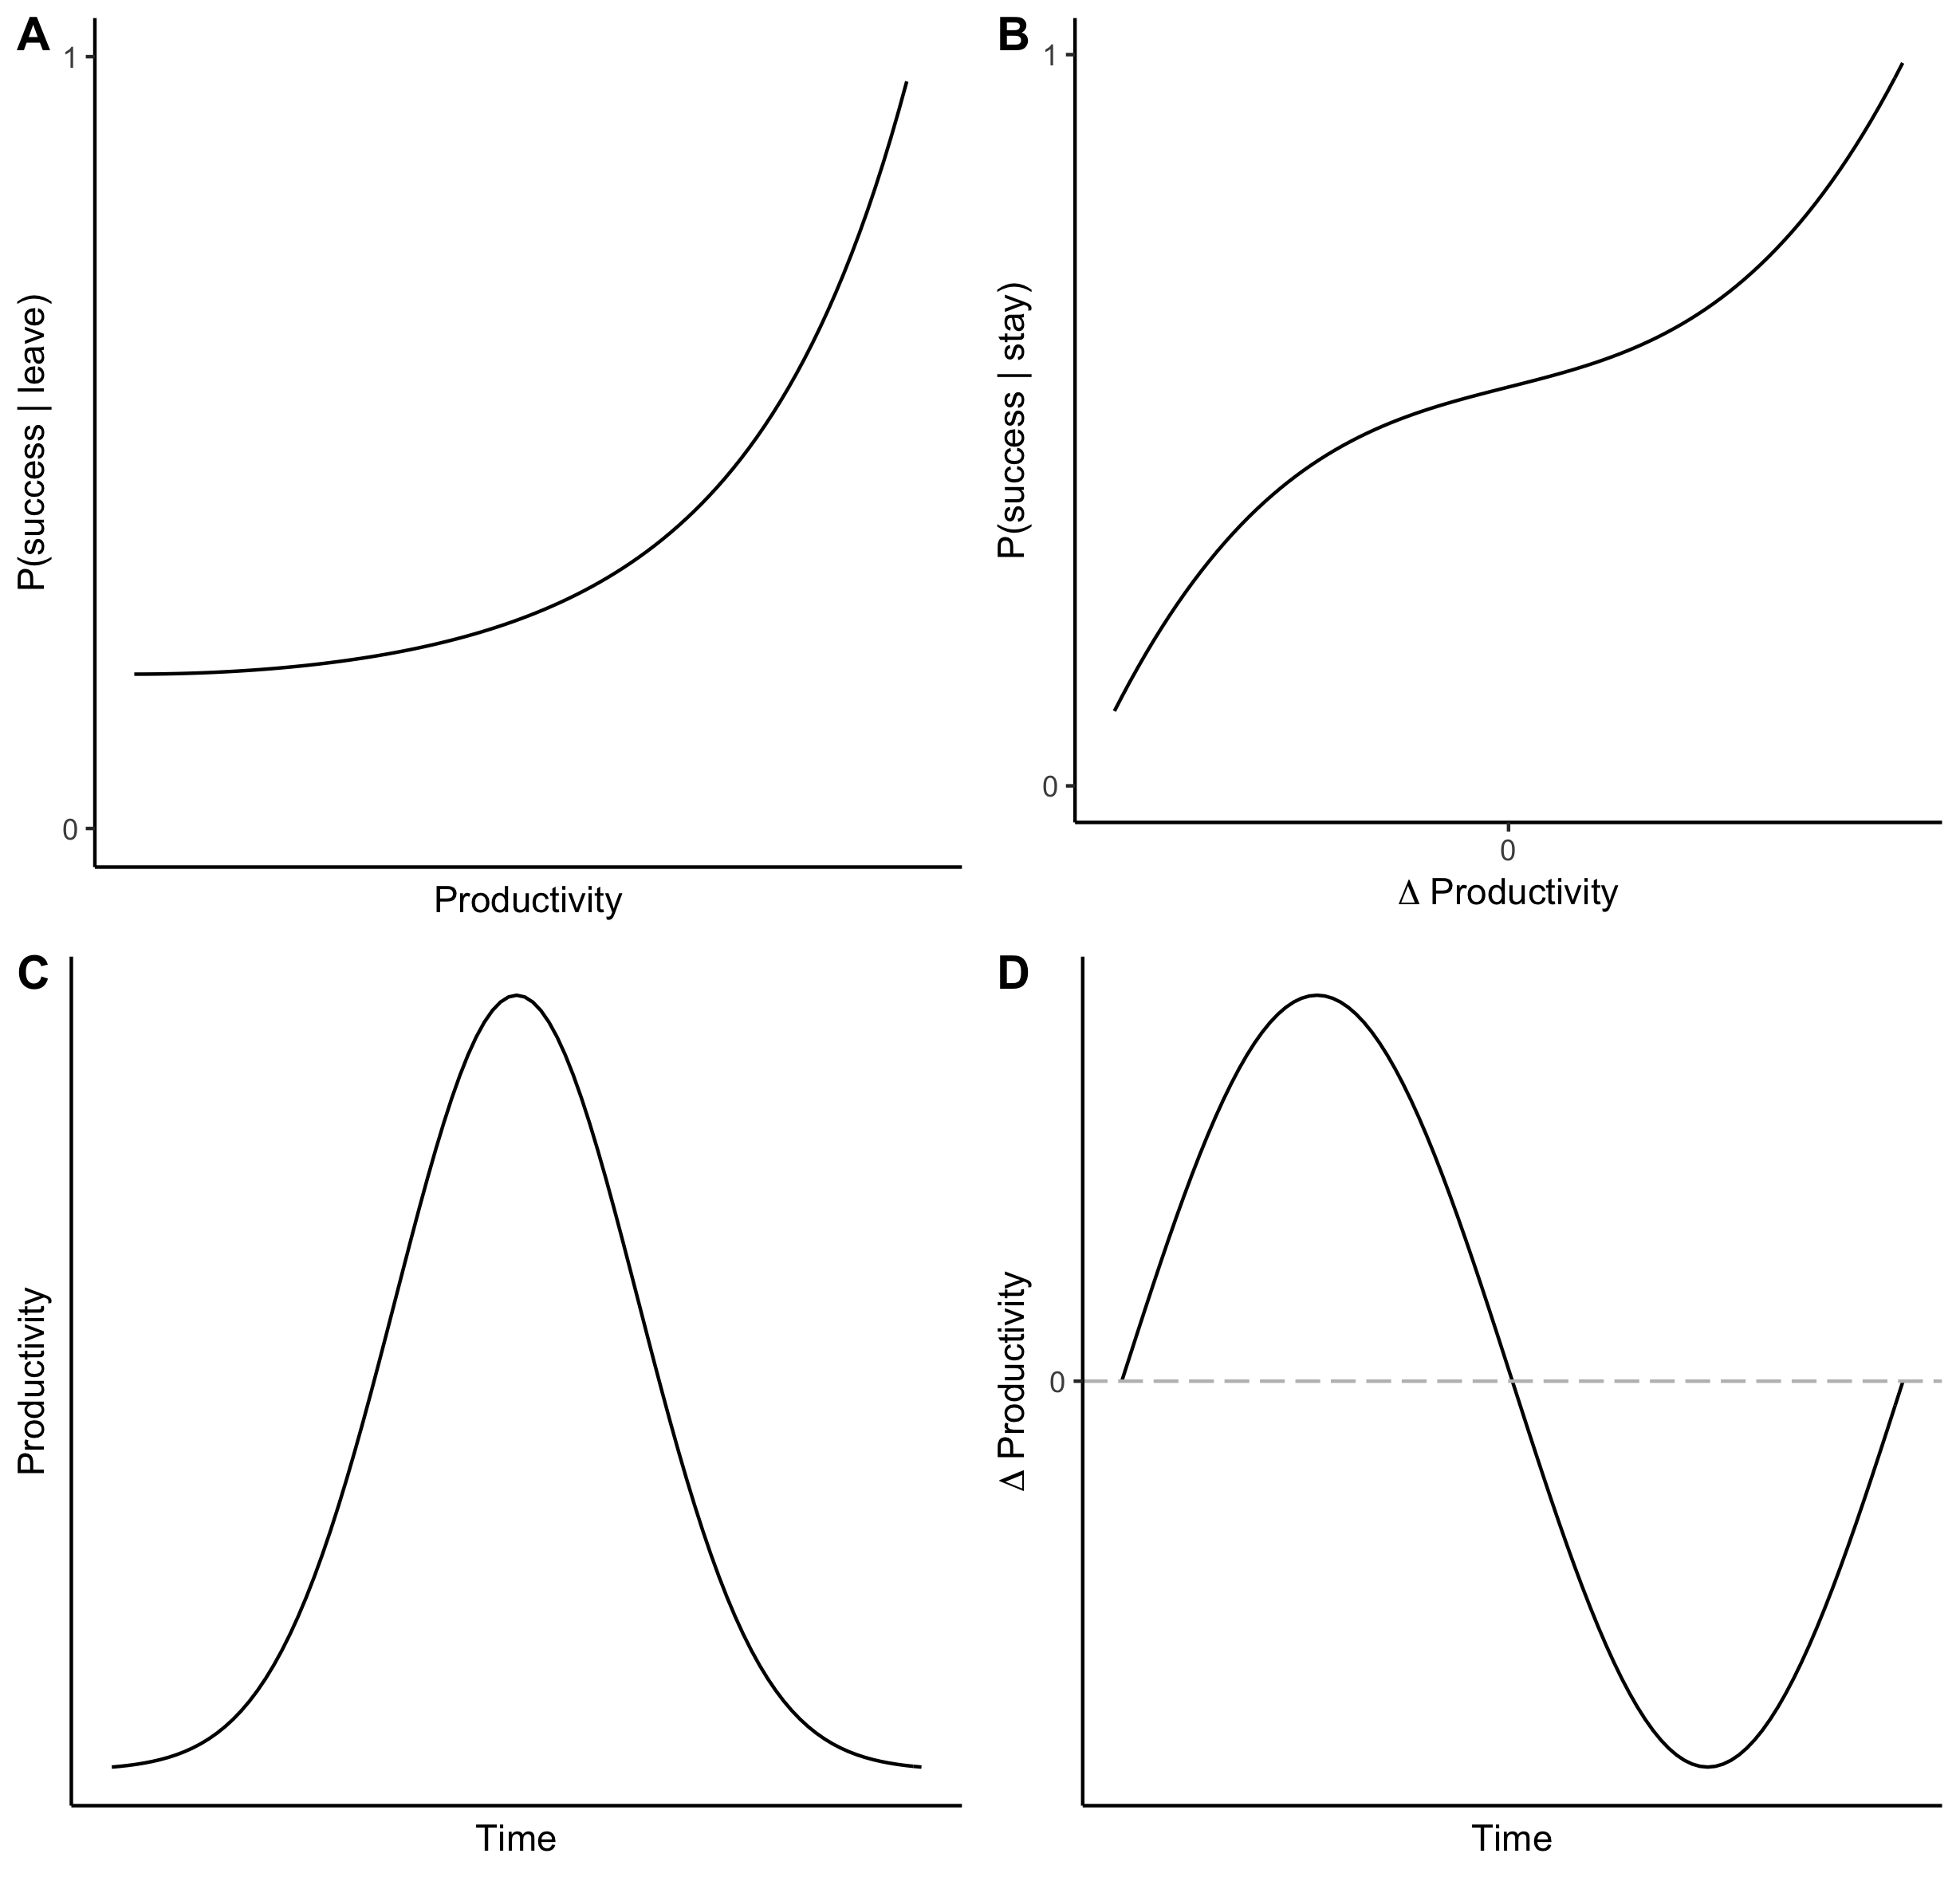 A
1
P(success | leave)
0
Productivity
B
1
P(success | stay)
0
0
Δ Productivity
C
Productivity
Time
D
Δ Productivity
0
Time